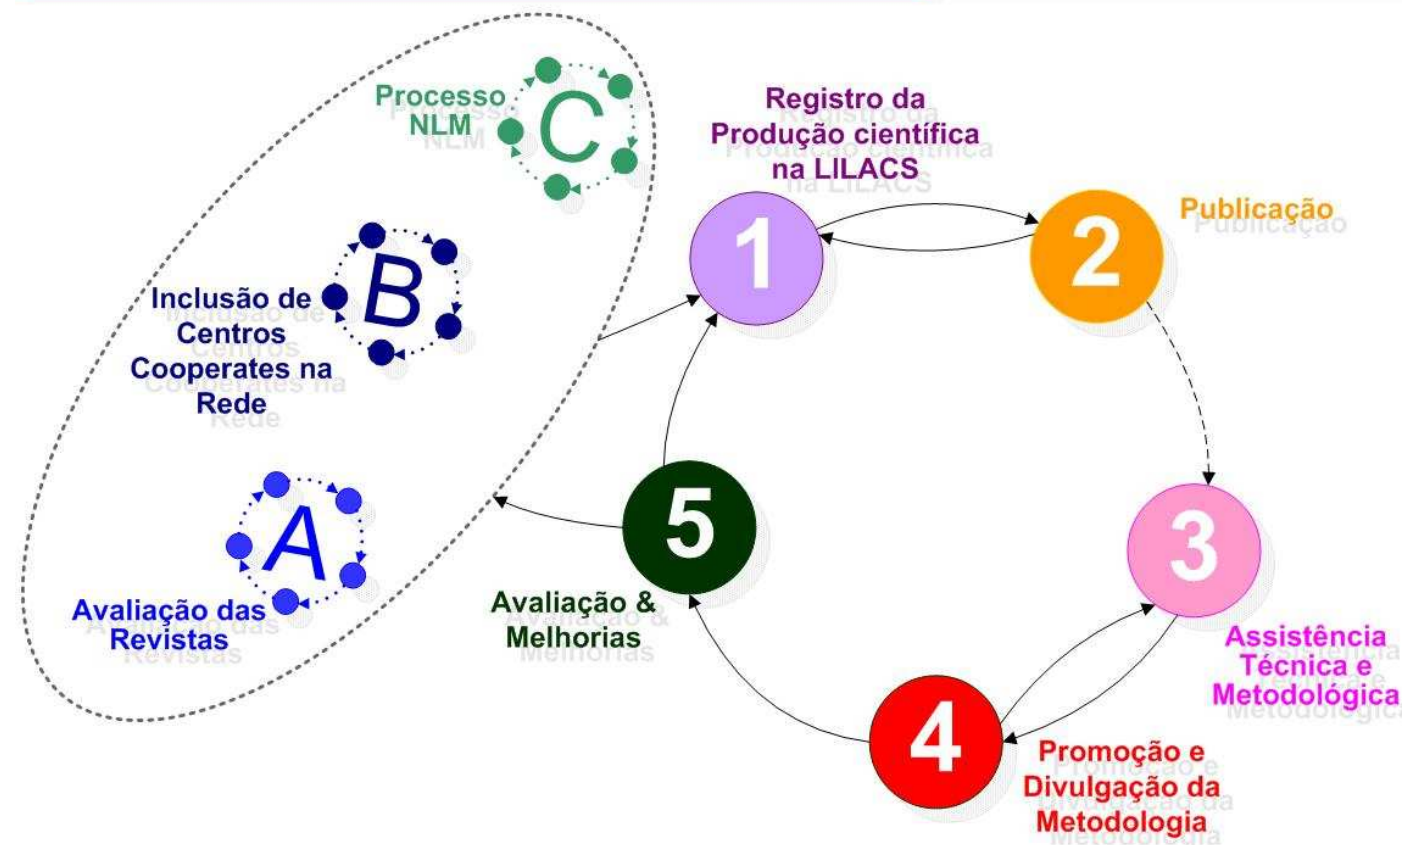 Processo
NLM
C
Registro da
Produção científica
na LILACS
1
2
Publicação
B
Inclusão de
Centros
Cooperates na
Rede
A
Avaliação das
Revistas
5
Avaliação &
Melhorias
3
Assistência
Técnica e
Metodológica
4
Promoção e
Divulgação da
Metodologia